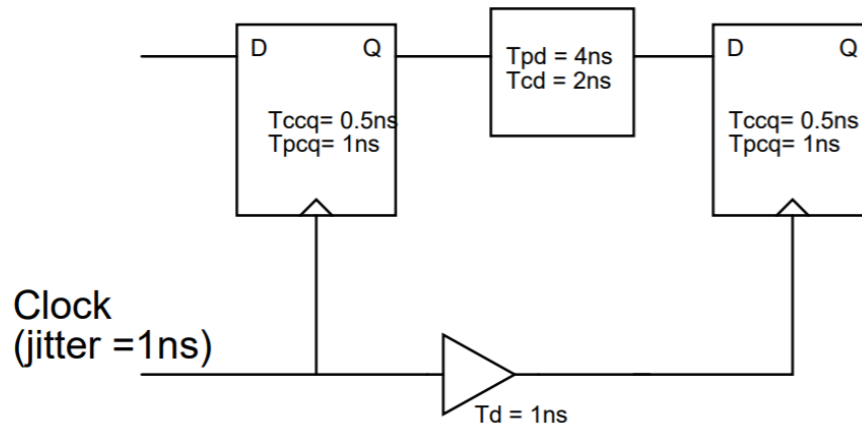 D Q
Tccq= 0.5ns
Tpcq= 1ns
Tpd = 4ns
Tcd = 2ns
D Q
Tccq= 0.5ns
Tpcq= 1ns
Clock
(jitter =1ns)
Td = 1ns